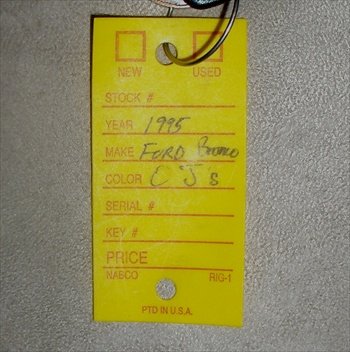 NEW USED
STOCK #
YEAR 1995
MAKE FORD Bronco
COLOR O J s
SERIAL #
KEY #
PRICE
NABCO RIG-1
PTD IN U.S.A.